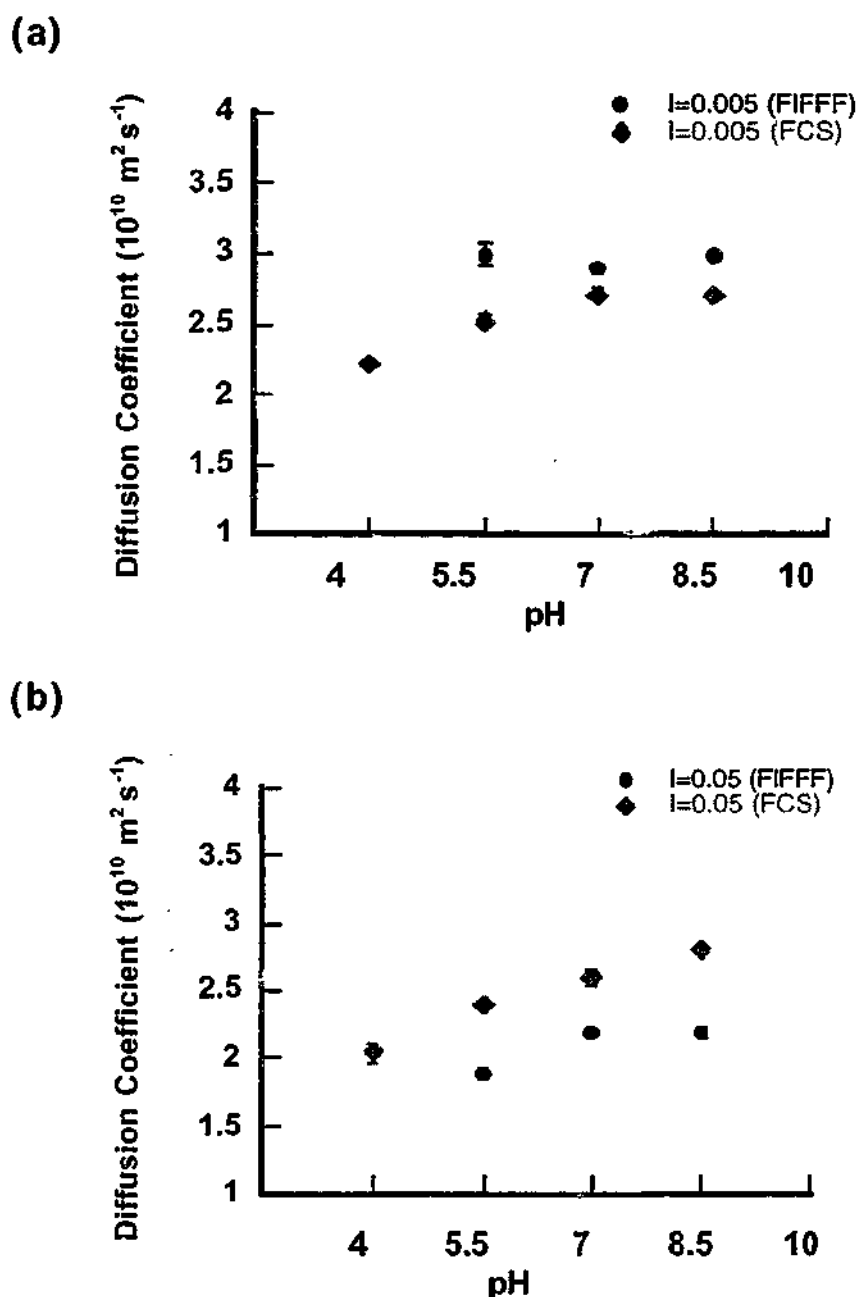 (a)
Diffusion Coefficient (10¹⁰ m² s⁻¹)
4
3.5
3
2.5
2
1.5
1
I=0.005 (FIFFF)
I=0.005 (FCS)
4 5.5 7 8.5 10
pH
(b)
Diffusion Coefficient (10¹⁰ m² s⁻¹)
4
3.5
3
2.5
2
1.5
1
I=0.05 (FIFFF)
I=0.05 (FCS)
4 5.5 7 8.5 10
pH